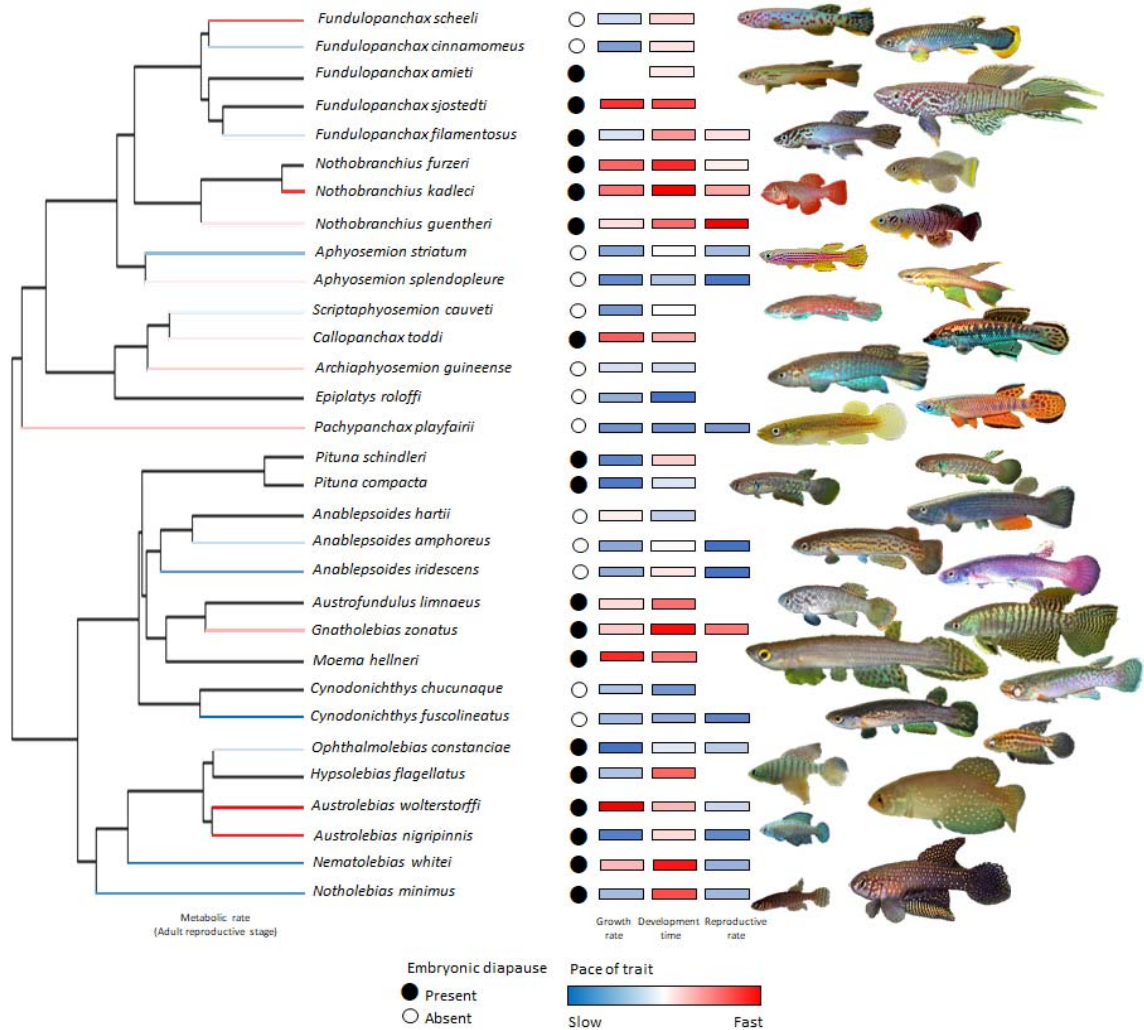 Fundulopanchax scheeli
Fundulopanchax cinnamomeus
Fundulopanchax amieti
Fundulopanchax sjostedti
Fundulopanchax filamentosus
Nothobranchius furzeri
Nothobranchius kadleci
Nothobranchius guentheri
Aphyosemion striatum
Aphyosemion splendopleure
Scriptaphyosemion cauveti
Callopanchax toddi
Archiaphyosemion guineense
Epiplatys roloffi
Pachypanchax playfairii
Pituna schindleri
Pituna compacta
Anablepsoides hartii
Anablepsoides amphoreus
Anablepsoides iridescens
Austrofundulus limnaeus
Gnatholebias zonatus
Moema hellneri
Cynodonichthys chucunaque
Cynodonichthys fuscolineatus
Ophthalmolebias constanciae
Hypsolebias flagellatus
Austrolebias wolterstorffi
Austrolebias nigripinnis
Nematolebias whitei
Notholebias minimus
Metabolic rate
(Adult reproductive stage)
Growth Development Reproductive
rate time rate
Embryonic diapause Pace of trait
Present
Absent Slow Fast